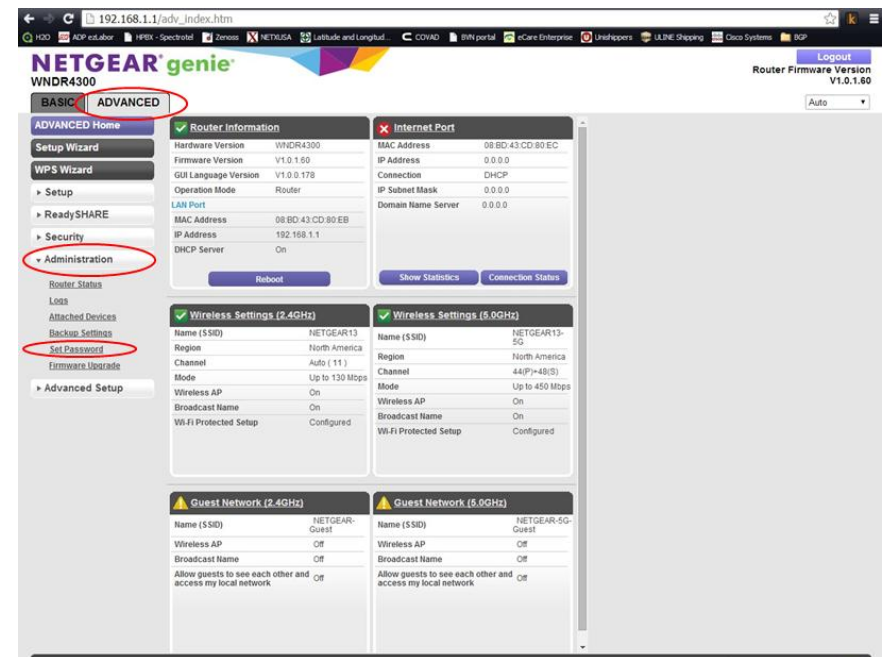 192.168.1.1/adv_index.htm
H2O ADP ezLabor HPBX - Spectrotel Zenoss NETXUSA Latitude and Longitud... COVAD BVN portal eCare Enterprise Unishippers ULINE Shipping Cisco Systems BGP
NETGEAR® genie®
WNDR4300
Logout
Router Firmware Version
V1.0.1.60
BASIC ADVANCED
Auto
ADVANCED Home
Setup Wizard
WPS Wizard
Setup
ReadySHARE
Security
Administration
Router Status
Logs
Attached Devices
Backup Settings
Set Password
Firmware Upgrade
Advanced Setup
Router Information
Hardware Version WNDR4300
Firmware Version V1.0.1.60
GUI Language Version V1.0.0.178
Operation Mode Router
LAN Port
MAC Address 08:BD:43:CD:80:EB
IP Address 192.168.1.1
DHCP Server On
Reboot
Internet Port
MAC Address 08:BD:43:CD:80:EC
IP Address 0.0.0.0
Connection DHCP
IP Subnet Mask 0.0.0.0
Domain Name Server 0.0.0.0
Show Statistics Connection Status
Wireless Settings (2.4GHz)
Name (SSID) NETGEAR13
Region North America
Channel Auto ( 11 )
Mode Up to 130 Mbps
Wireless AP On
Broadcast Name On
Wi-Fi Protected Setup Configured
Wireless Settings (5.0GHz)
Name (SSID) NETGEAR13-
5G
Region North America
Channel 44(P)+48(S)
Mode Up to 450 Mbps
Wireless AP On
Broadcast Name On
Wi-Fi Protected Setup Configured
Guest Network (2.4GHz)
Name (SSID) NETGEAR-
Guest
Wireless AP Off
Broadcast Name Off
Allow guests to see each other and
access my local network Off
Guest Network (5.0GHz)
Name (SSID) NETGEAR-5G-
Guest
Wireless AP Off
Broadcast Name Off
Allow guests to see each other and
access my local network Off